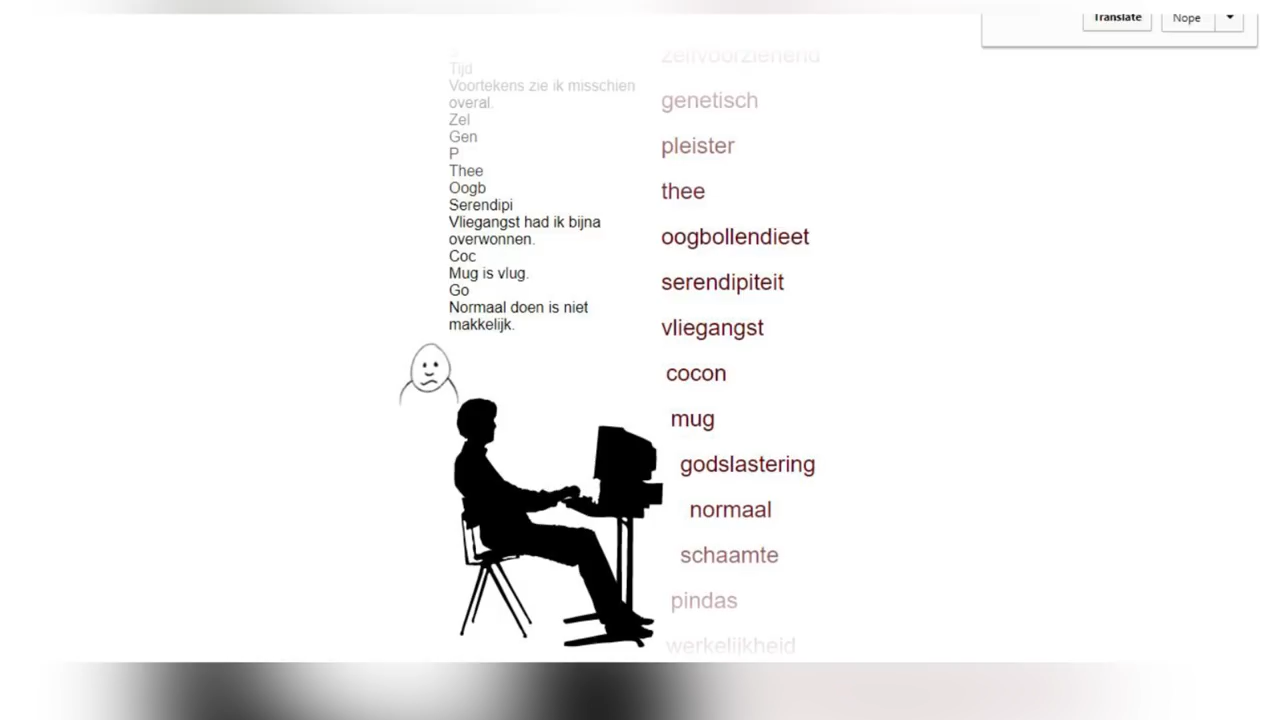 Translate
Nope
Tijd
Voortekens zie ik misschien
overal.
Zel
Gen
P
Thee
Oogb
Serendipi
Vliegangst had ik bijna
overwonnen.
Coc
Mug is vlug.
Go
Normaal doen is niet
makkelijk.
zelfvoorzienend
genetisch
pleister
thee
oogbollendieet
serendipiteit
vliegangst
cocon
mug
godslastering
normaal
schaamte
pindas
werkelijkheid